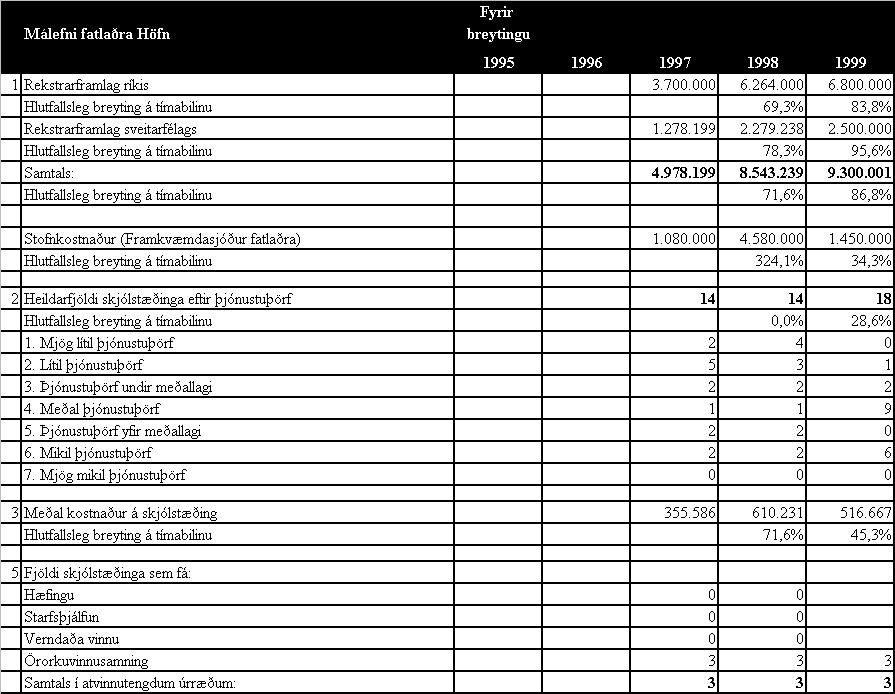 Fyrir
Málefni fatlaðra Höfn breytingu
1995 1996 1997 1998 1999
1 Rekstrarframlag ríkis 3.700.000 6.264.000 6.800.000
Hlutfallsleg breyting á tímabilinu 69,3% 83,8%
Rekstrarframlag sveitarfélags 1.278.199 2.279.238 2.500.000
Hlutfallsleg breyting á tímabilinu 78,3% 95,6%
Samtals: 4.978.199 8.543.239 9.300.001
Hlutfallsleg breyting á tímabilinu 71,6% 86,8%
Stofnkostnaður (Framkvæmdasjóður fatlaðra) 1.080.000 4.580.000 1.450.000
Hlutfallsleg breyting á tímabilinu 324,1% 34,3%
2 Heildarfjöldi skjólstæðinga eftir þjónustuþörf 14 14 18
Hlutfallsleg breyting á tímabilinu 0,0% 28,6%
1. Mjög lítil þjónustuþörf 2 4 0
2. Lítil þjónustuþörf 5 3 1
3. Þjónustuþörf undir meðallagi 2 2 2
4. Meðal þjónustuþörf 1 1 9
5. Þjónustuþörf yfir meðallagi 2 2 0
6. Mikil þjónustuþörf 2 2 6
7. Mjög mikil þjónustuþörf 0 0 0
3 Meðal kostnaður á skjólstæðing 355.586 610.231 516.667
Hlutfallsleg breyting á tímabilinu 71,6% 45,3%
5 Fjöldi skjólstæðinga sem fá:
Hæfingu 0 0
Starfsþjálfun 0 0
Verndaða vinnu 0 0
Örorkuvinnusamning 3 3 3
Samtals í atvinnutengdum úrræðum: 3 3 3